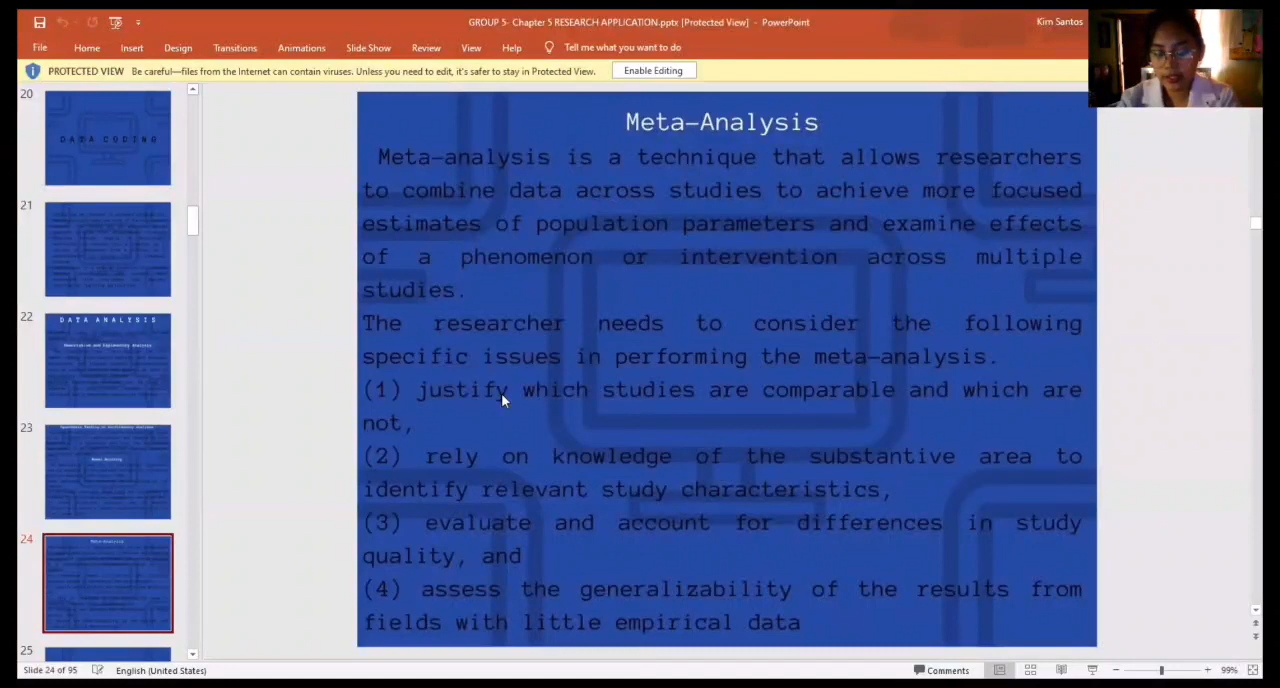 GROUP 5- Chapter 5 RESEARCH APPLICATION.pptx [Protected View] - PowerPoint
Kim Santos
File Home Insert Design Transitions Animations Slide Show Review View Help Tell me what you want to do
PROTECTED VIEW Be careful—files from the Internet can contain viruses. Unless you need to edit, it's safer to stay in Protected View. Enable Editing
20
DATA CODING
21
22
DATA ANALYSIS
23
24
25
Meta-Analysis
Meta-analysis is a technique that allows researchers
to combine data across studies to achieve more focused
estimates of population parameters and examine effects
of a phenomenon or intervention across multiple
studies.
The researcher needs to consider the following
specific issues in performing the meta-analysis.
(1) justify which studies are comparable and which are
not,
(2) rely on knowledge of the substantive area to
identify relevant study characteristics,
(3) evaluate and account for differences in study
quality, and
(4) assess the generalizability of the results from
fields with little empirical data
Slide 24 of 95 English (United States) Comments 99%